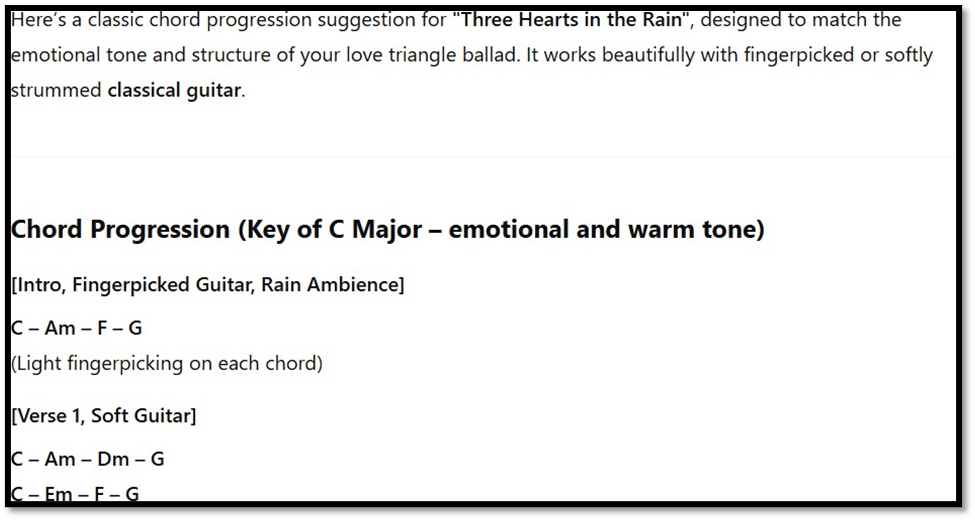 Here's a classic chord progression suggestion for "Three Hearts in the Rain", designed to match the
emotional tone and structure of your love triangle ballad. It works beautifully with fingerpicked or softly
strummed classical guitar.
Chord Progression (Key of C Major – emotional and warm tone)
[Intro, Fingerpicked Guitar, Rain Ambience]
C – Am – F – G
(Light fingerpicking on each chord)
[Verse 1, Soft Guitar]
C – Am – Dm – G
C – Em – F – G